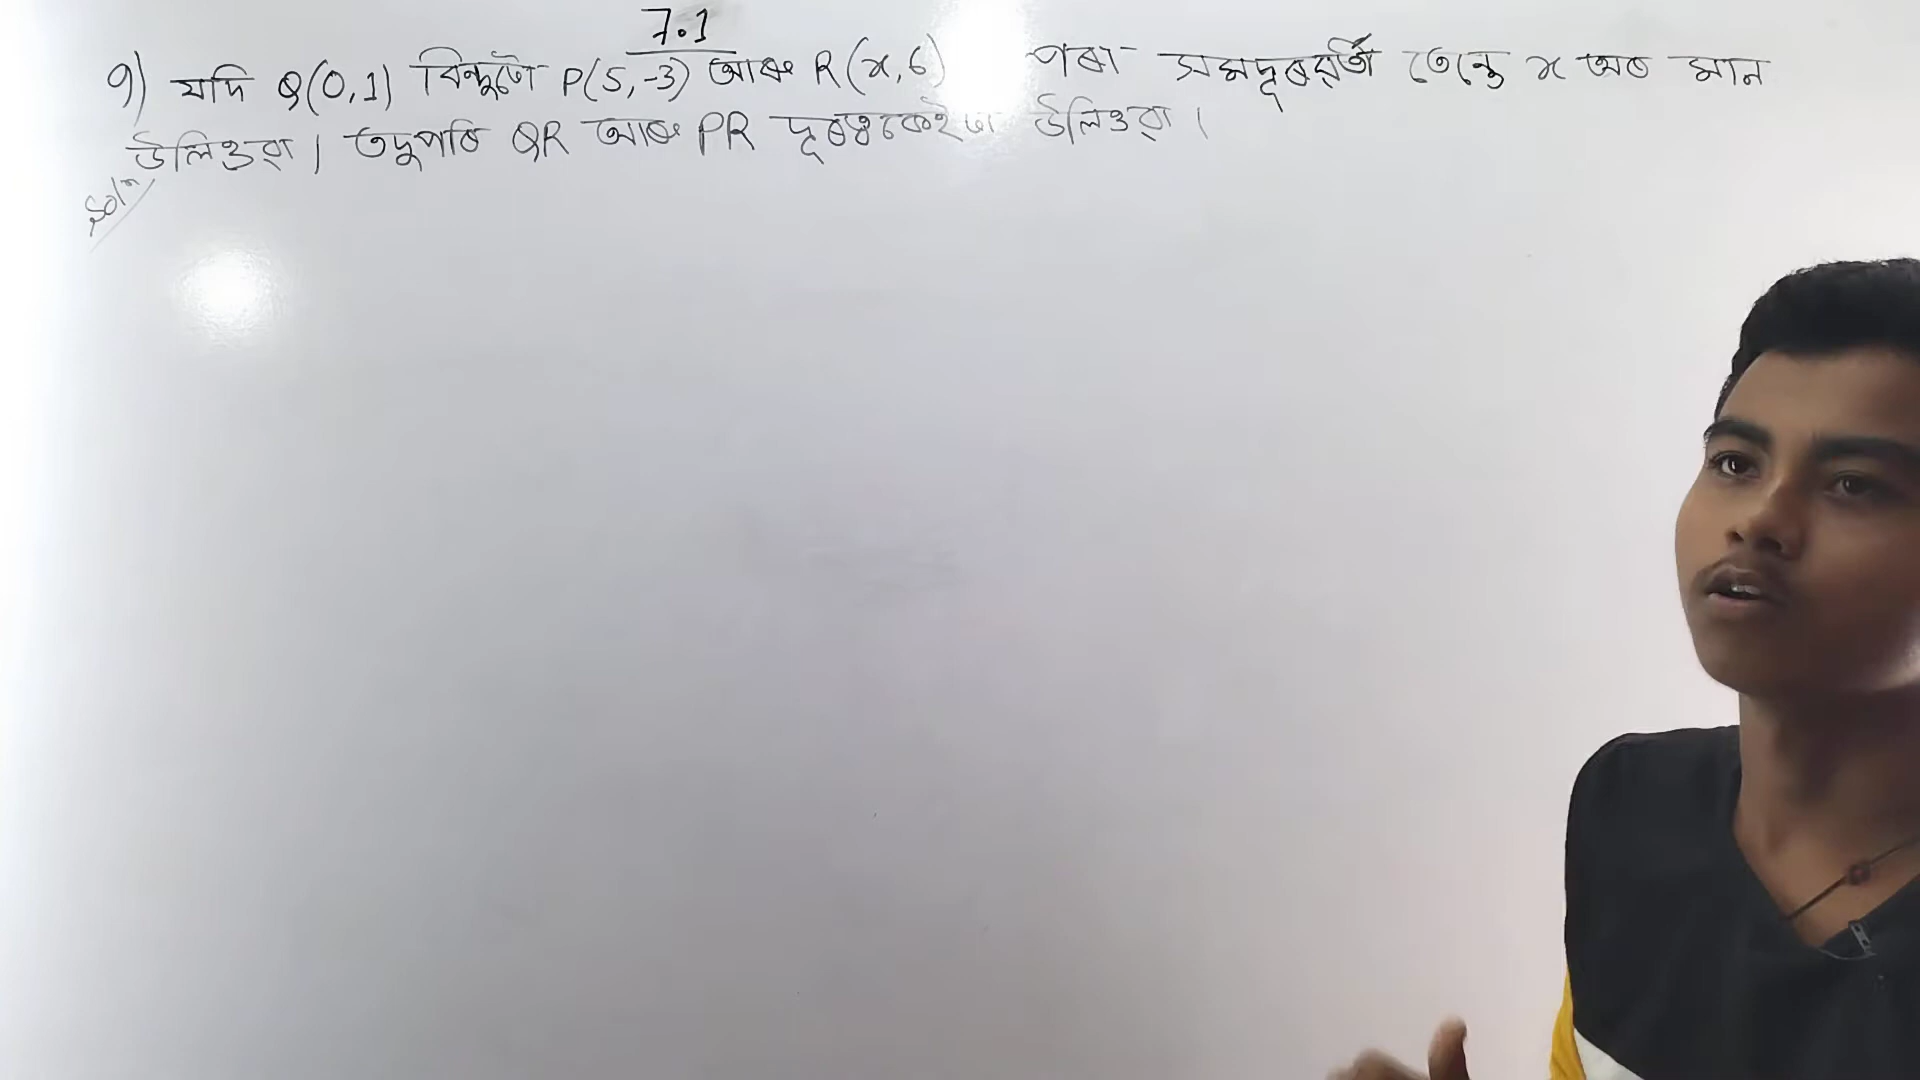 7.1
9) যদি Q(0,1) বিন্দুটো P(5,-3) আৰু R(x,6) পৰা সমদূৰৱৰ্তী তেন্তে x অৰ মান
উলিওৱা। তদুপৰি QR আৰু PR দূৰত্বকেইটা উলিওৱা।
Solⁿ